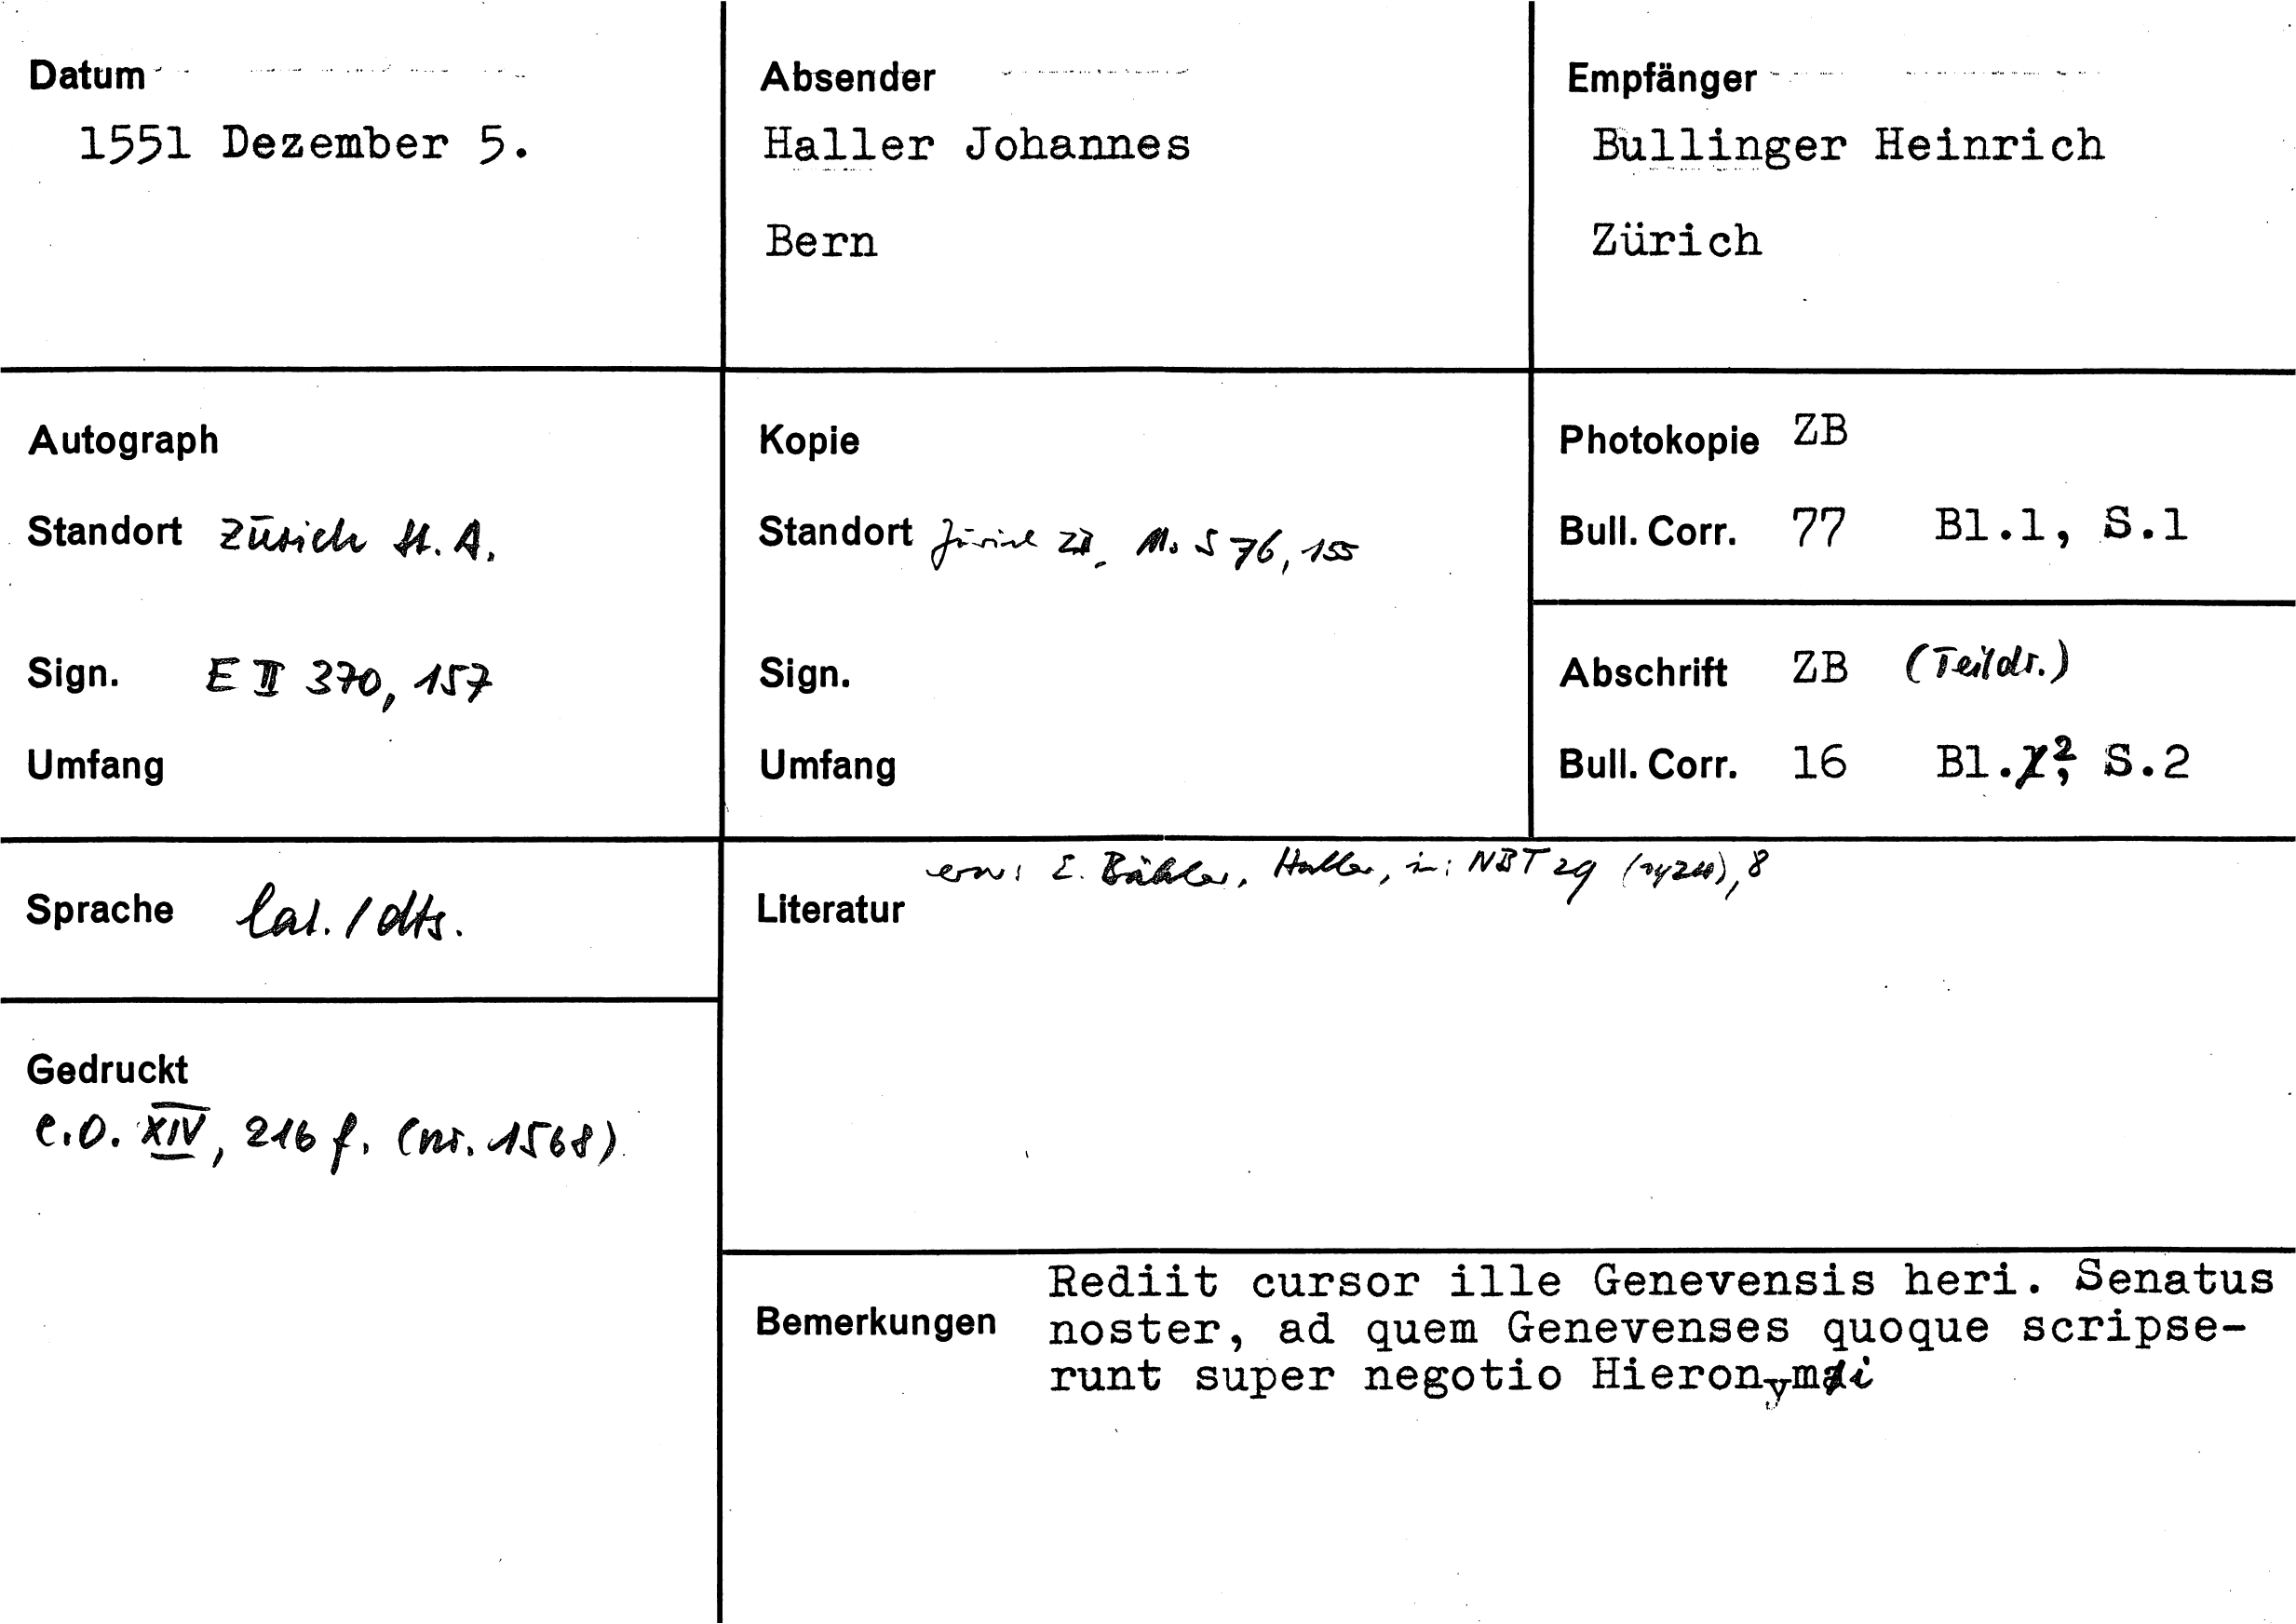 Datum
1551 Dezember 5.
Absender
Haller Johannes
Bern
Empfänger
Bullinger Heinrich
Zürich
Autograph
Standort Zürich St. A.
Sign. E II 370, 157
Umfang
Kopie
Standort Zürich ZB, Ms S 76, 155
Sign.
Umfang
Photokopie ZB
Bull. Corr. 77 Bl.1, S.1
Abschrift ZB (Teildr.)
Bull. Corr. 16 Bl.2, S.2
Sprache lat. / dts.
Gedruckt
C.O. XIV, 216 f. (nr. 1568)
erw: E. Bähler, Haller, in: NBT 29 8
Literatur
Bemerkungen
Rediit cursor ille Genevensis heri. Senatus
noster, ad quem Genevenses quoque scripse-
runt super negotio Hieronymi